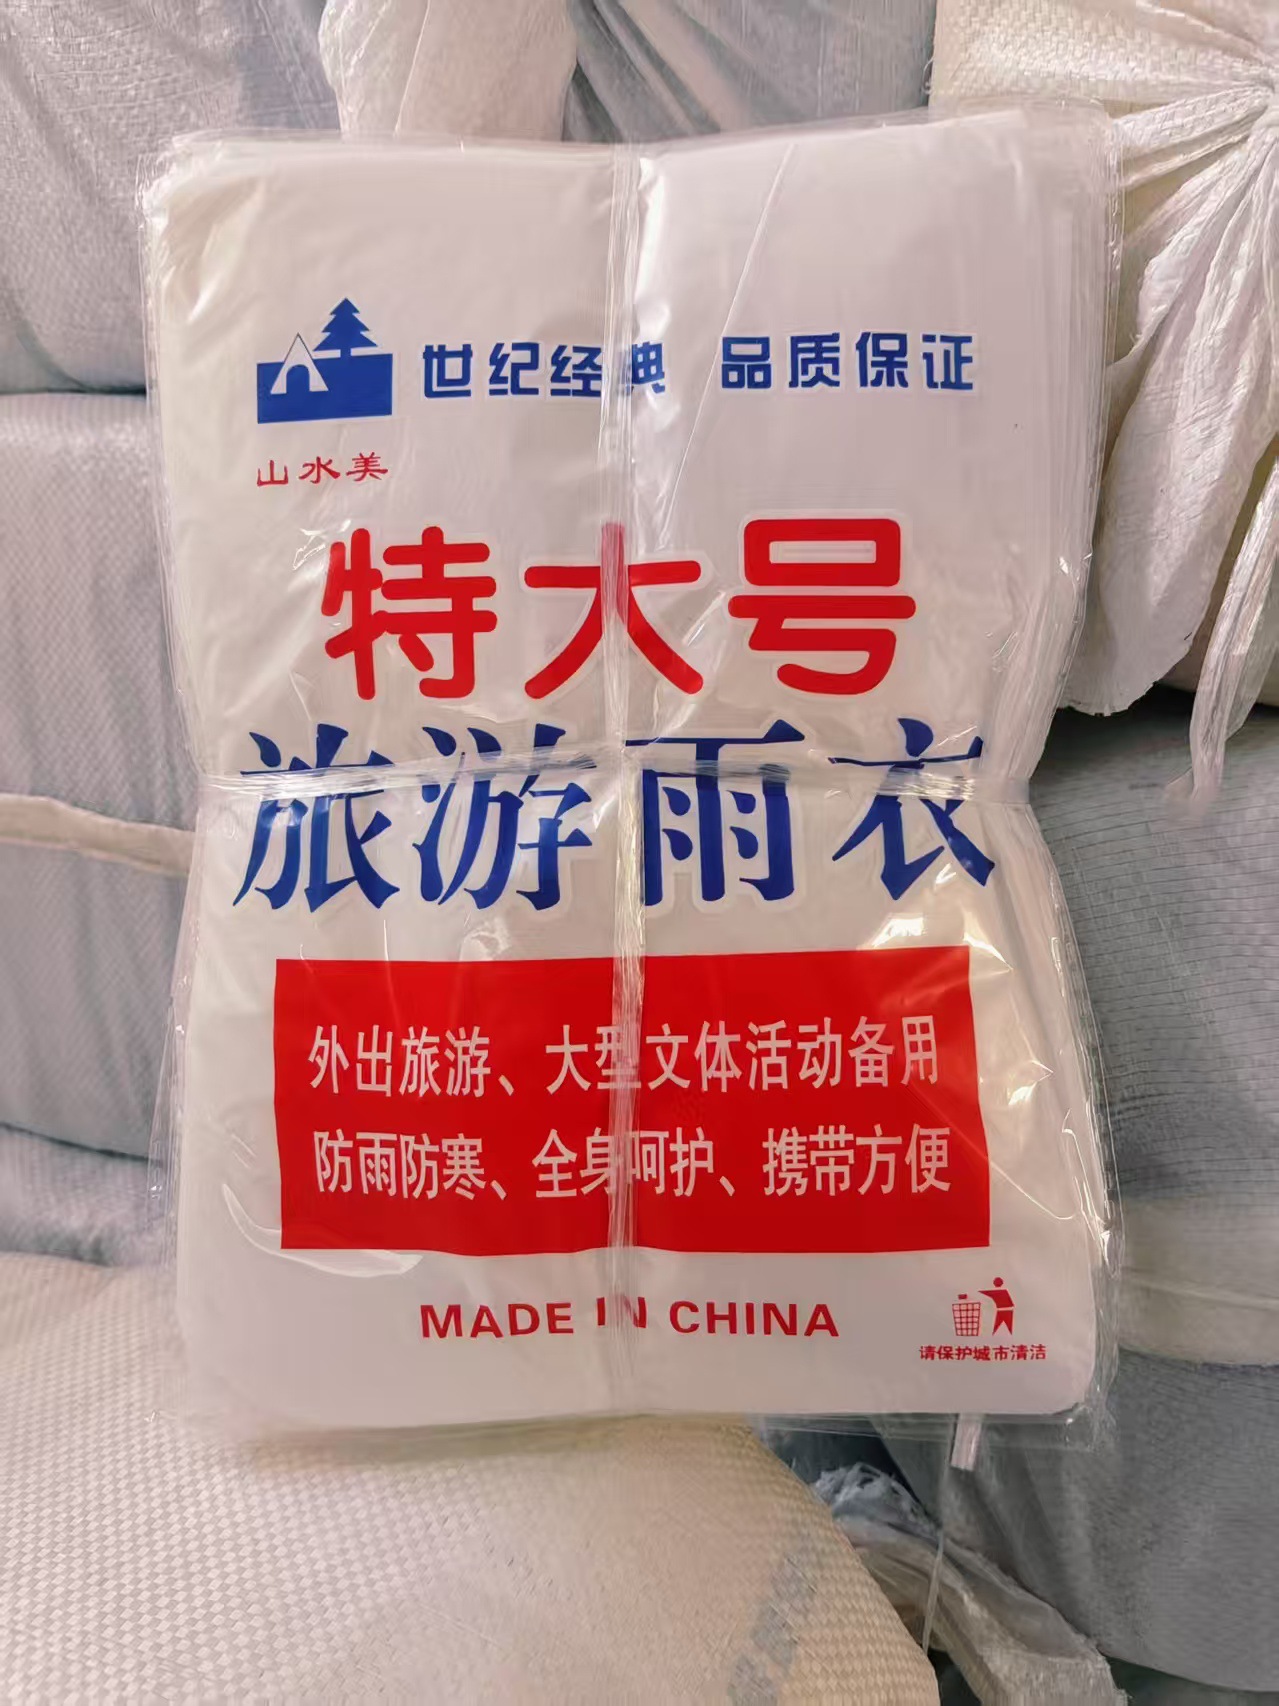 世纪经典 品质保证
山水美
特大号
旅游雨衣
外出旅游、大型文体活动备用
防雨防寒、全身呵护、携带方便
MADE IN CHINA
请保护城市清洁